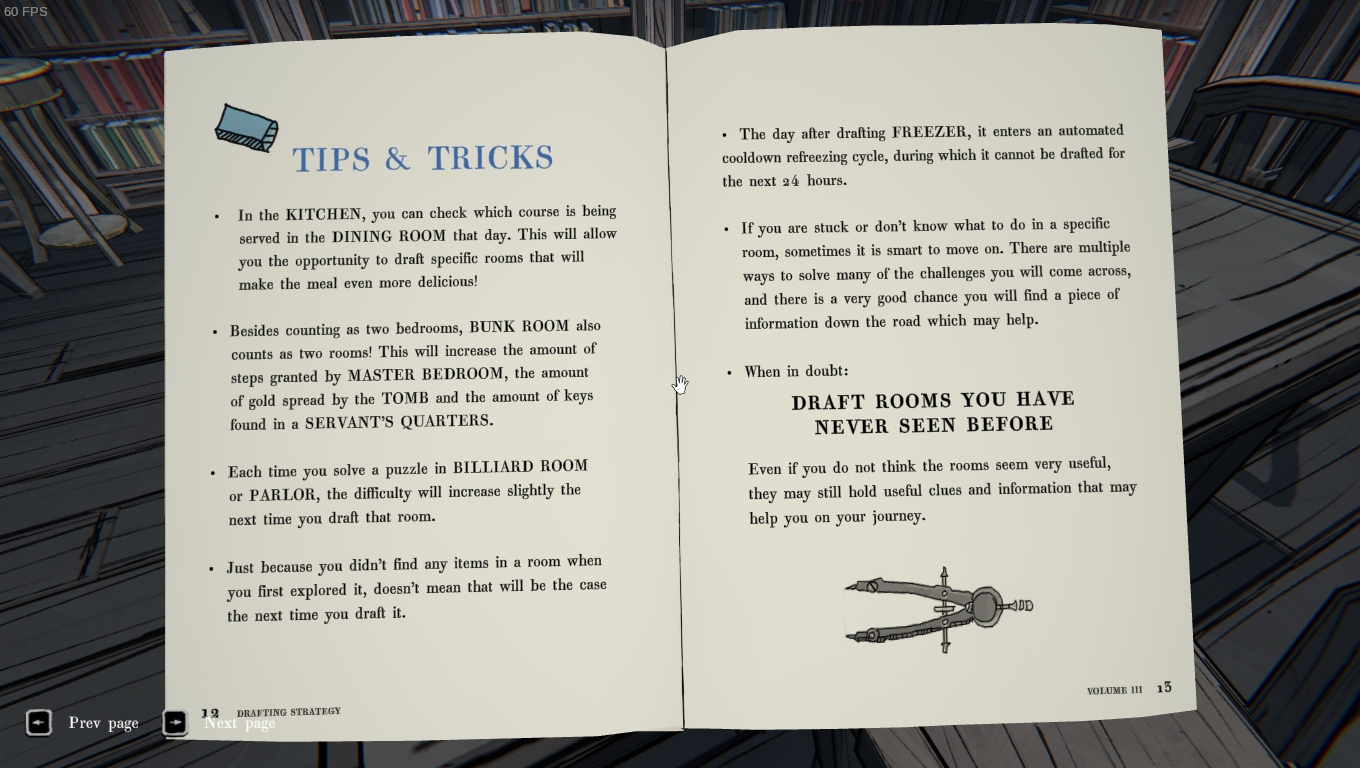 60 FPS
TIPS & TRICKS
• In the KITCHEN, you can check which course is being
served in the DINING ROOM that day. This will allow
you the opportunity to draft specific rooms that will
make the meal even more delicious!
• Besides counting as two bedrooms, BUNK ROOM also
counts as two rooms! This will increase the amount of
steps granted by MASTER BEDROOM, the amount
of gold spread by the TOMB and the amount of keys
found in a SERVANT'S QUARTERS.
• Each time you solve a puzzle in BILLIARD ROOM
or PARLOR, the difficulty will increase slightly the
next time you draft that room.
• Just because you didn't find any items in a room when
you first explored it, doesn't mean that will be the case
the next time you draft it.
12 DRAFTING STRATEGY
• The day after drafting FREEZER, it enters an automated
cooldown refreezing cycle, during which it cannot be drafted for
the next 24 hours.
• If you are stuck or don't know what to do in a specific
room, sometimes it is smart to move on. There are multiple
ways to solve many of the challenges you will come across,
and there is a very good chance you will find a piece of
information down the road which may help.
• When in doubt:
DRAFT ROOMS YOU HAVE
NEVER SEEN BEFORE
Even if you do not think the rooms seem very useful,
they may still hold useful clues and information that may
help you on your journey.
VOLUME III 13
Prev page Next page